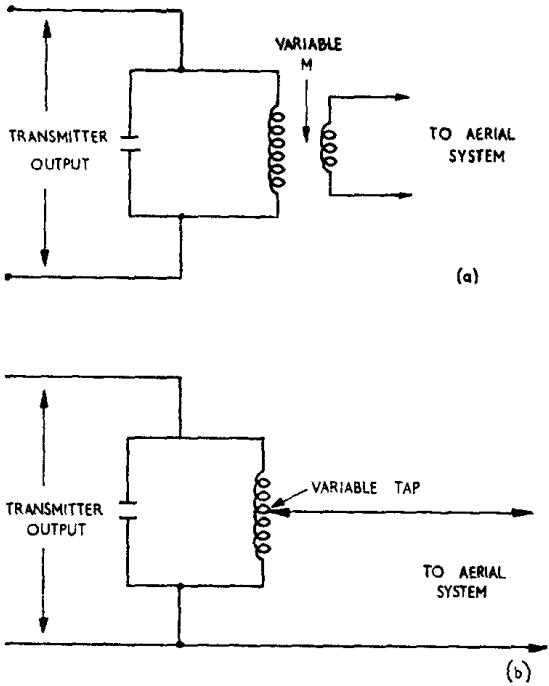 VARIABLE
M
TRANSMITTER
OUTPUT
TO AERIAL
SYSTEM
(a)
VARIABLE TAP
TRANSMITTER
OUTPUT
TO AERIAL
SYSTEM
(b)